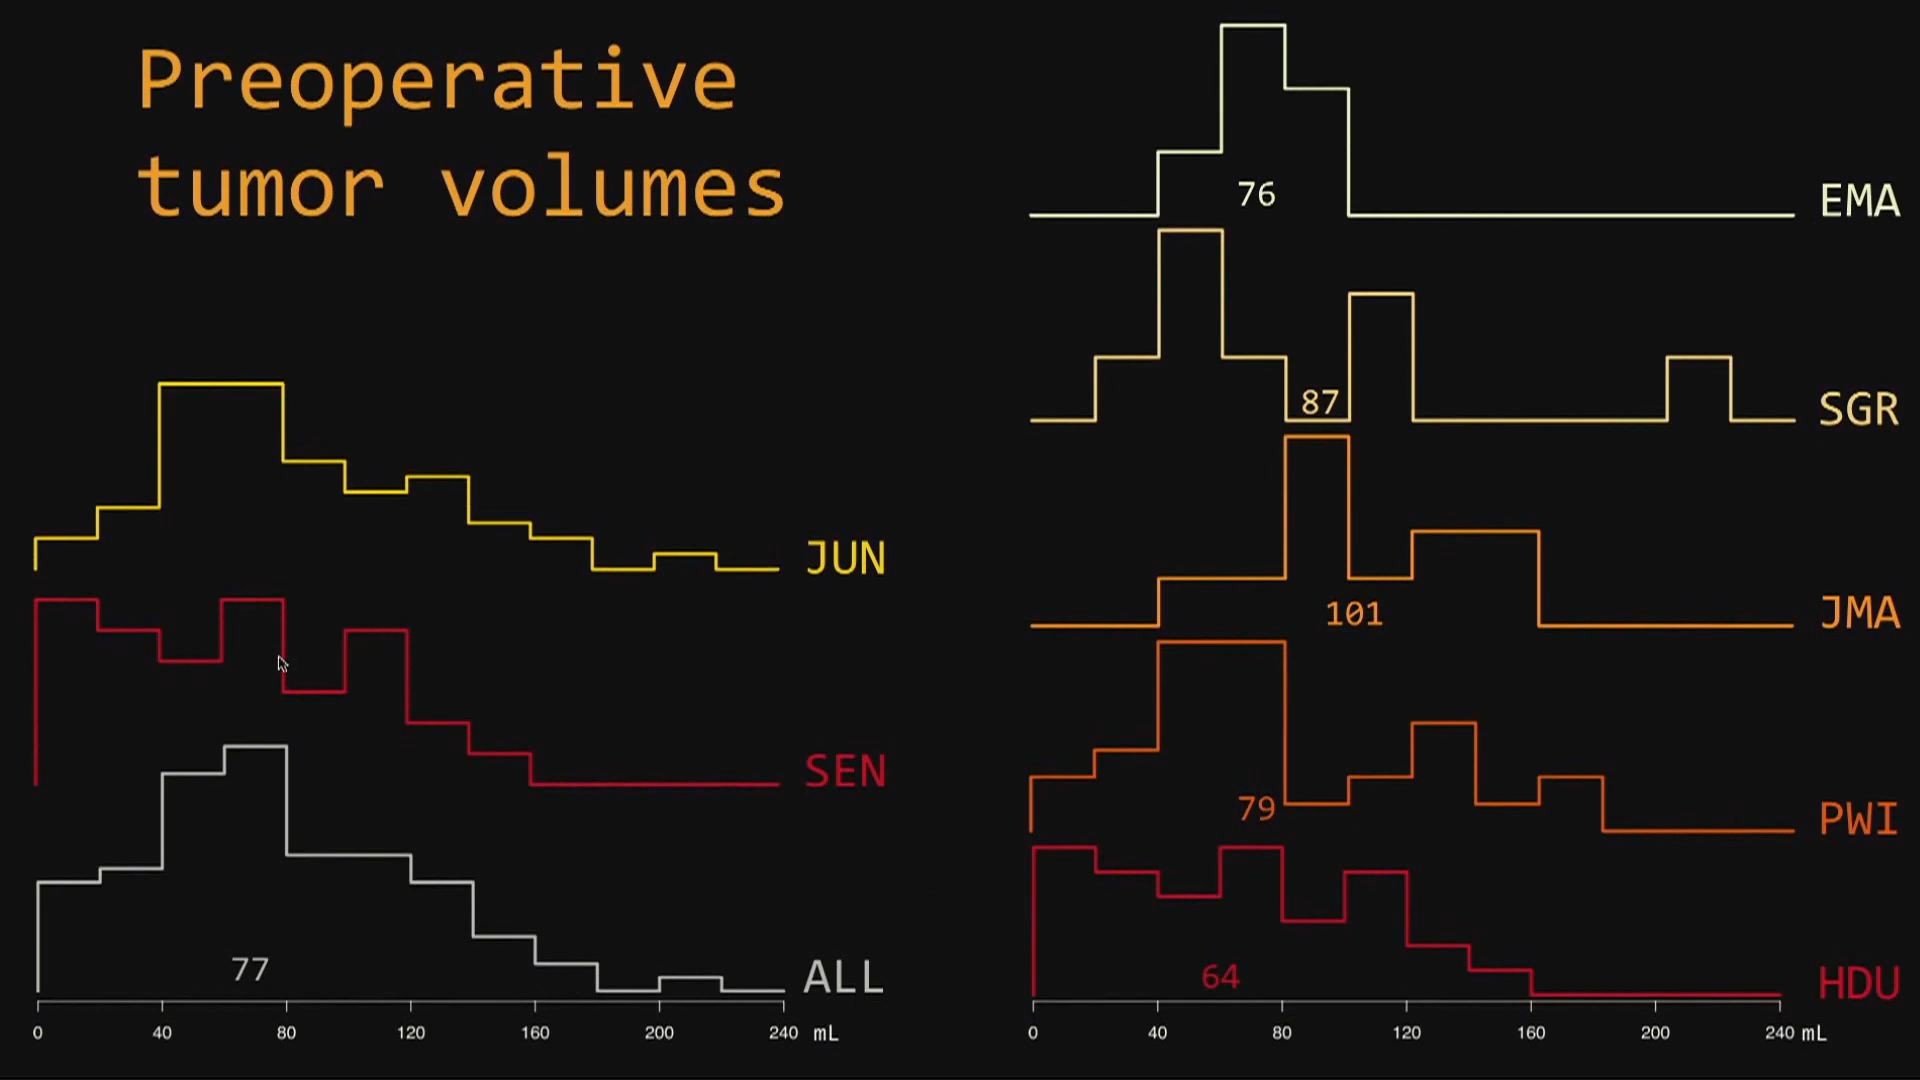 Preoperative
tumor volumes
JUN
SEN
77
ALL
0 40 80 120 160 200 240 mL
76
EMA
87
SGR
101
JMA
79
PWI
64
HDU
0 40 80 120 160 200 240 mL